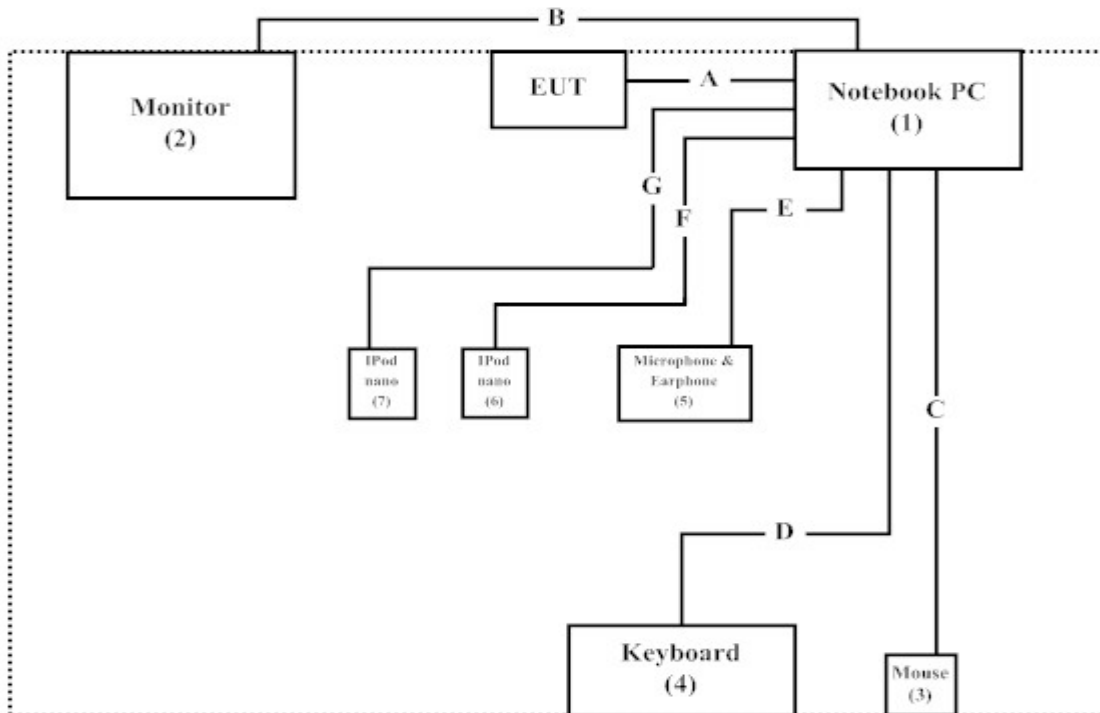 B
Monitor
(2)
EUT
A
Notebook PC
(1)
G
F
E
IPod
nano
(7)
IPod
nano
(6)
Microphone &
Earphone
(5)
C
D
Keyboard
(4)
Mouse
(3)